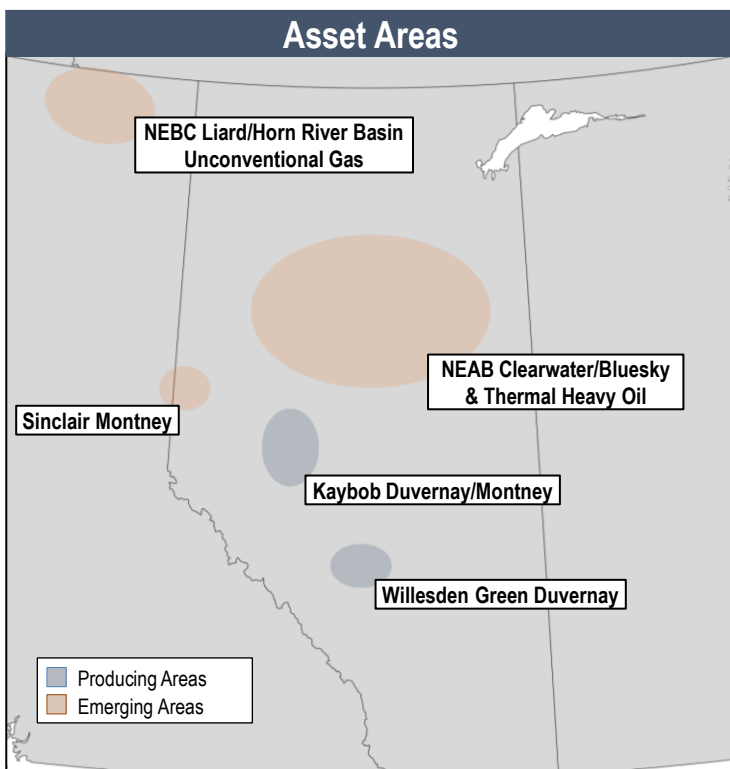 Asset Areas
NEBC Liard/Horn River Basin
Unconventional Gas
NEAB Clearwater/Bluesky
& Thermal Heavy Oil
Sinclair Montney
Kaybob Duvernay/Montney
Willesden Green Duvernay
Producing Areas
Emerging Areas